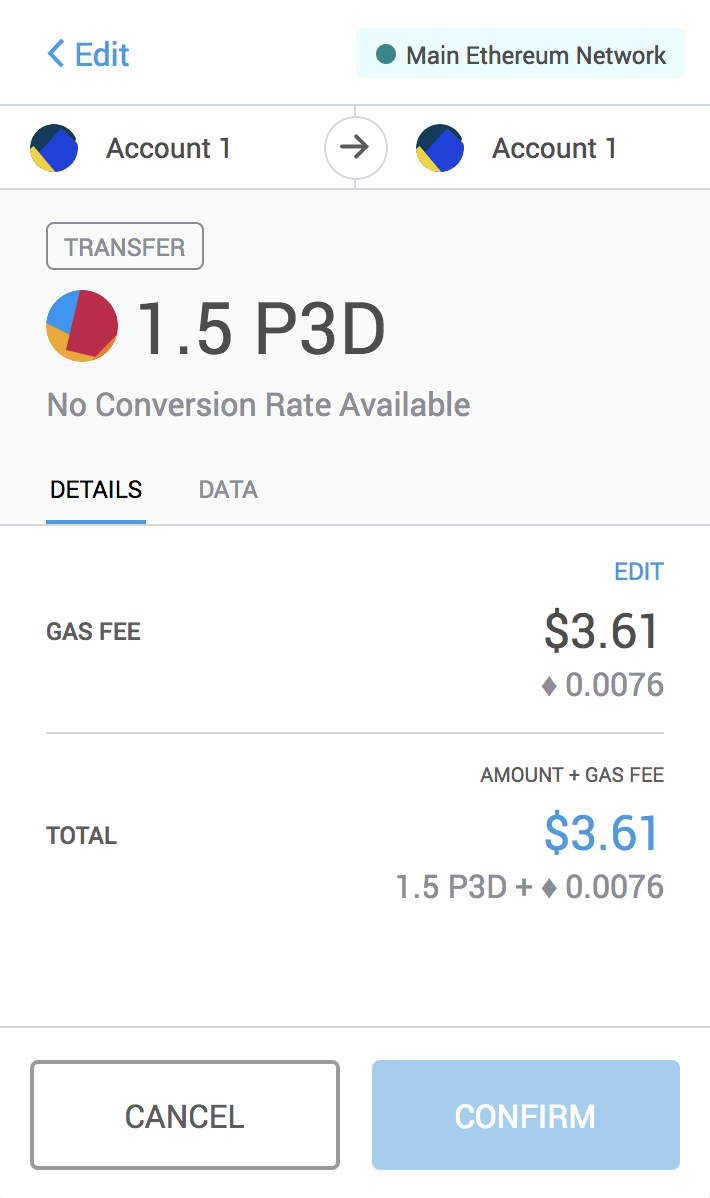 Edit
Main Ethereum Network
Account 1
Account 1
TRANSFER
1.5 P3D
No Conversion Rate Available
DETAILS
DATA
EDIT
GAS FEE
$3.61
♦ 0.0076
AMOUNT + GAS FEE
TOTAL
$3.61
1.5 P3D + ♦ 0.0076
CANCEL
CONFIRM